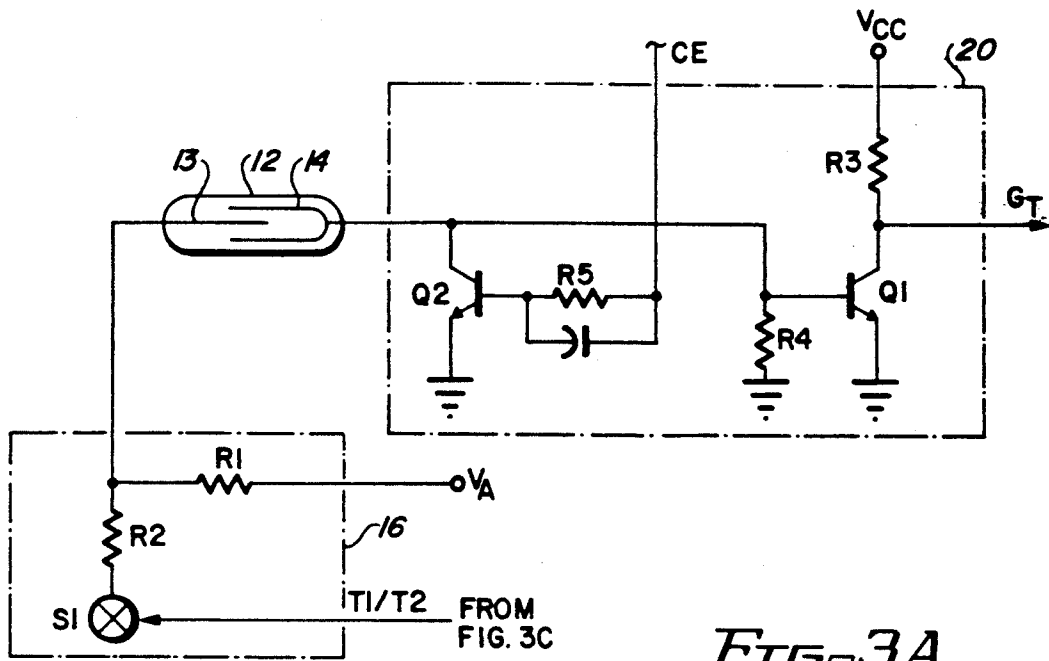 VCC
20
CE
R3
13
12
14
GT
R5
Q2
Q1
R4
R1
VA
R2
16
S1
T1/T2
FROM
FIG. 3C
FIG. 3A